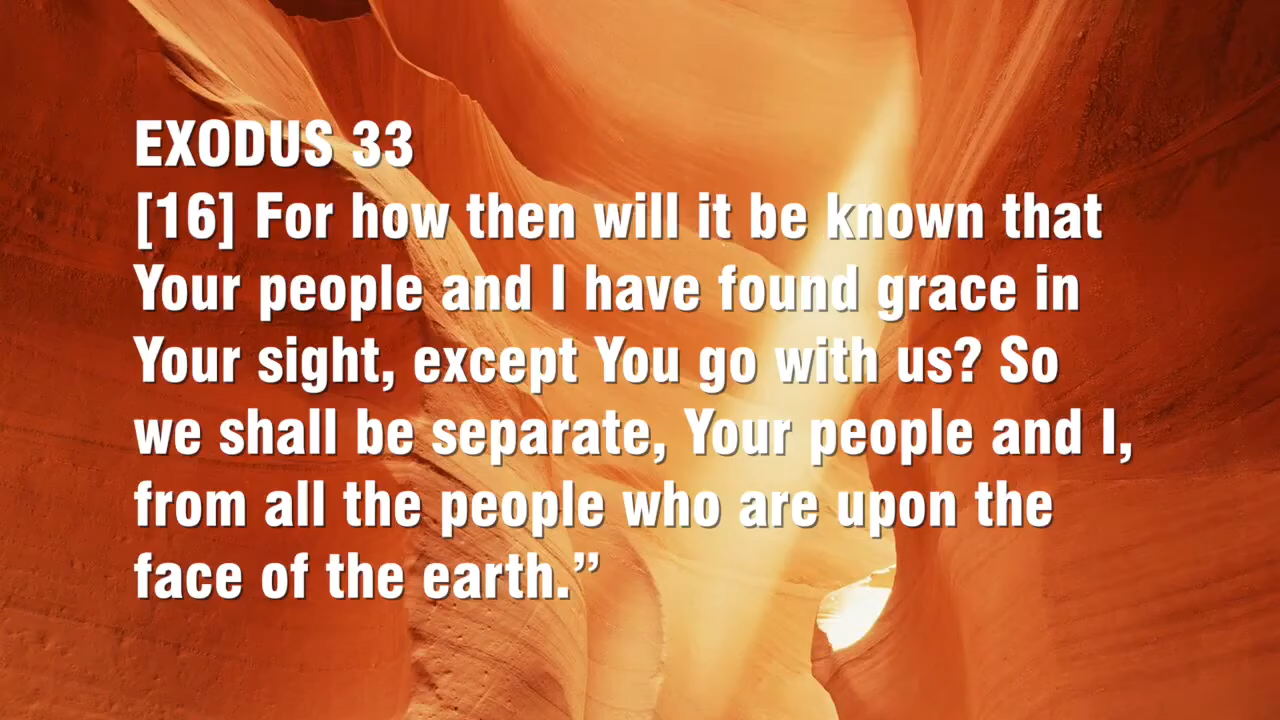 EXODUS 33
[16] For how then will it be known that
Your people and I have found grace in
Your sight, except You go with us? So
we shall be separate, Your people and I,
from all the people who are upon the
face of the earth.”